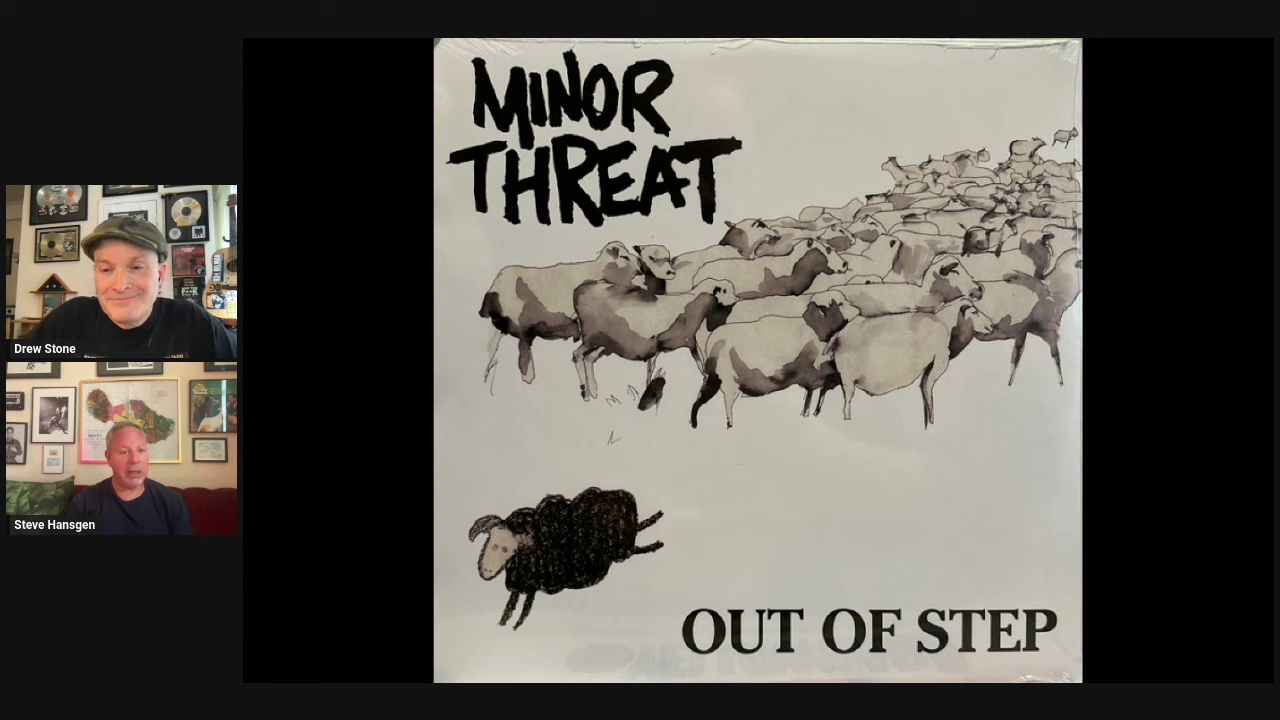 MINOR
THREAT
OUT OF STEP
Drew Stone
Steve Hansgen